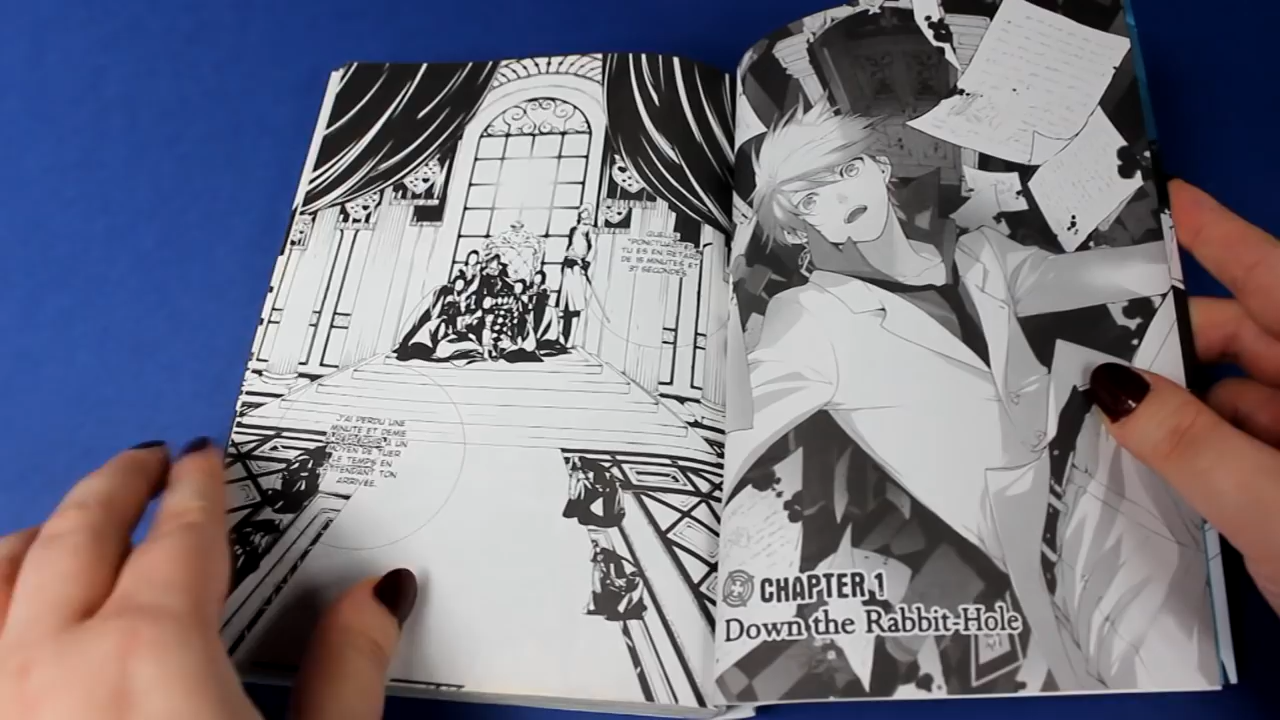 QUELLE
"PONCTUALITÉ"
TU ES EN RETARD
DE 15 MINUTES ET
37 SECONDES.
J'AI PERDU UNE
MINUTE ET DEMIE
À UN
MOYEN DE TUER
LE TEMPS EN
ATTENDANT TON
ARRIVÉE.
CHAPTER 1
Down the Rabbit-Hole